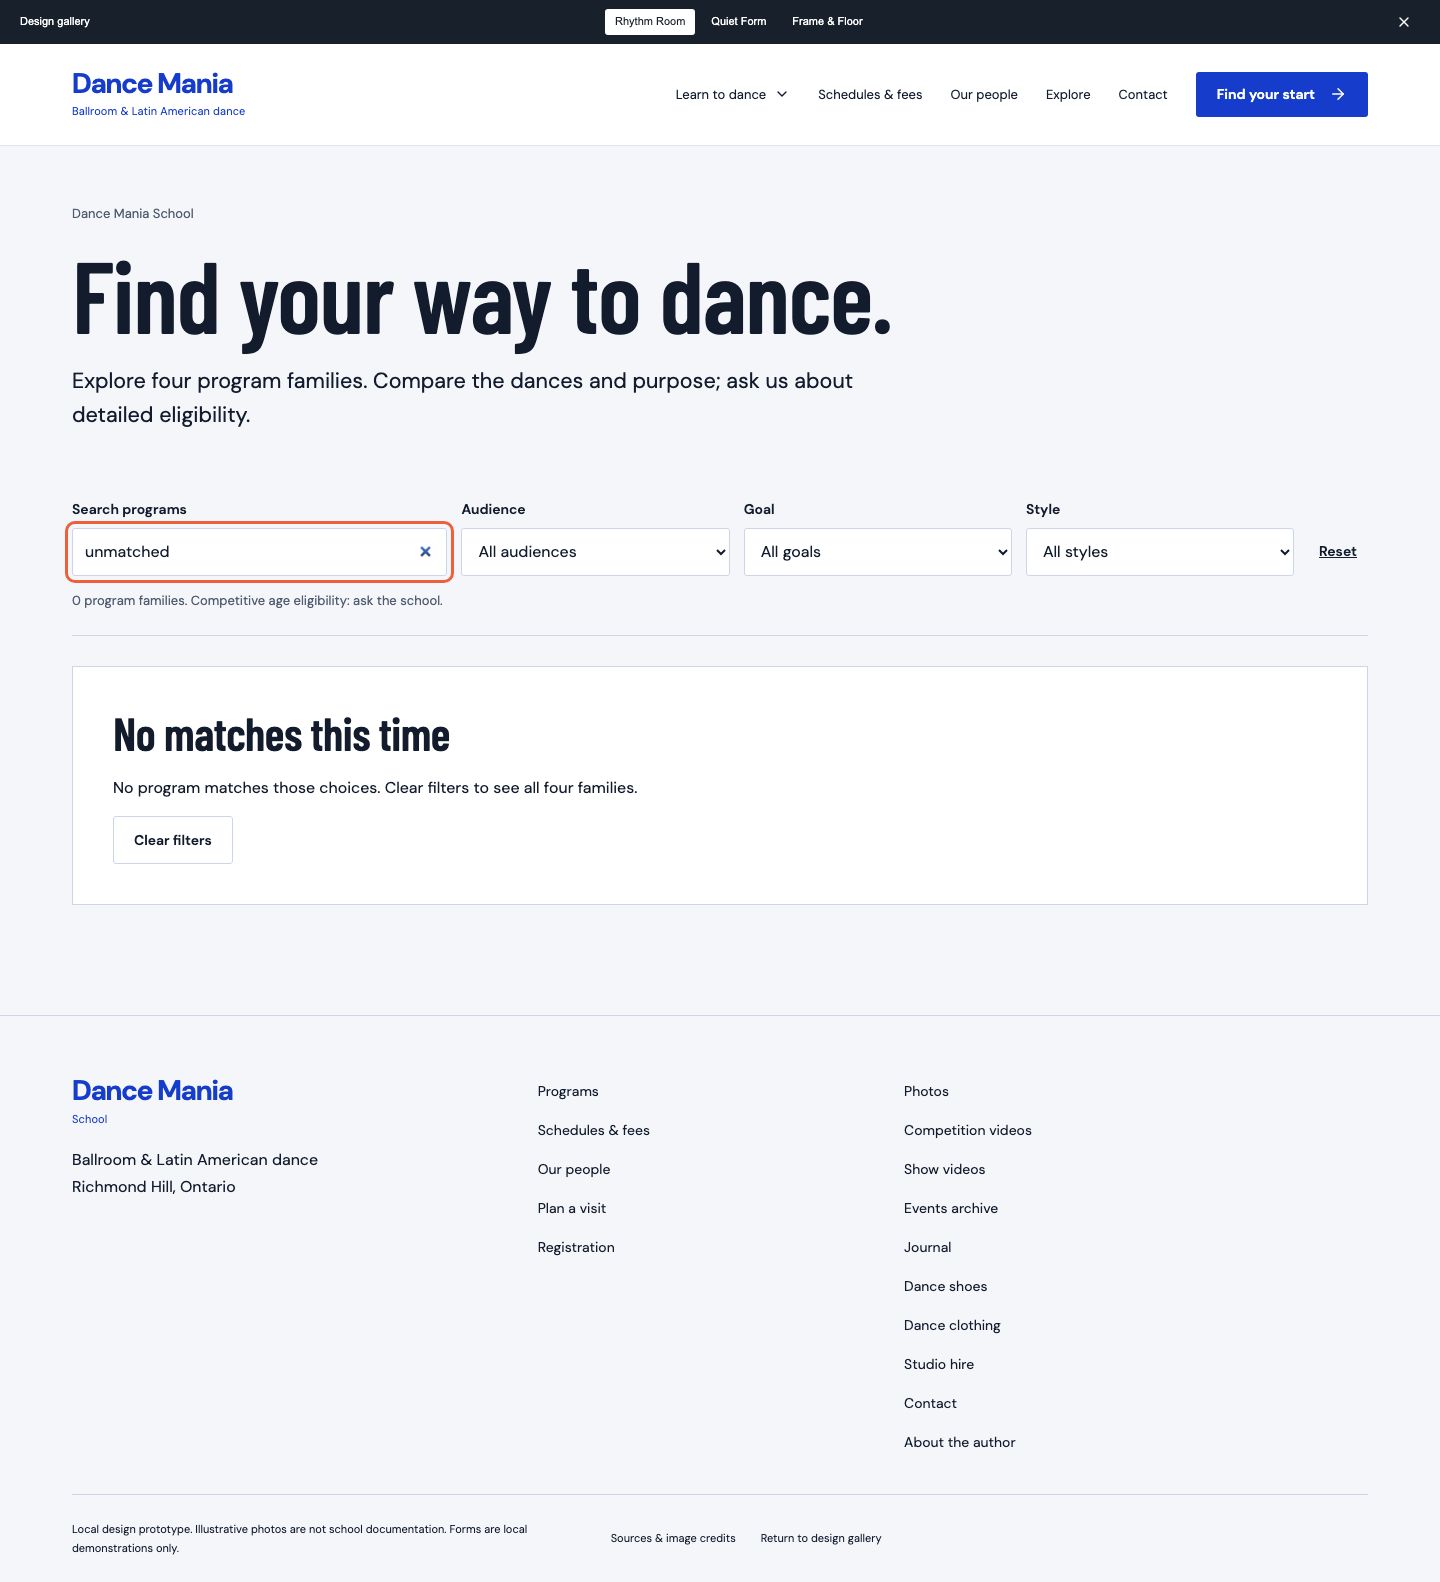 Design gallery
Rhythm Room
Quiet Form
Frame & Floor
Dance Mania
Ballroom & Latin American dance
Learn to dance
Schedules & fees
Our people
Explore
Contact
Find your start
Dance Mania School
Find your way to dance.
Explore four program families. Compare the dances and purpose; ask us about
detailed eligibility.
Search programs
Audience
Goal
Style
unmatched
All audiences
All goals
All styles
Reset
0 program families. Competitive age eligibility: ask the school.
No matches this time
No program matches those choices. Clear filters to see all four families.
Clear filters
Dance Mania
School
Ballroom & Latin American dance
Richmond Hill, Ontario
Programs
Schedules & fees
Our people
Plan a visit
Registration
Photos
Competition videos
Show videos
Events archive
Journal
Dance shoes
Dance clothing
Studio hire
Contact
About the author
Local design prototype. Illustrative photos are not school documentation. Forms are local
demonstrations only.
Sources & image credits
Return to design gallery